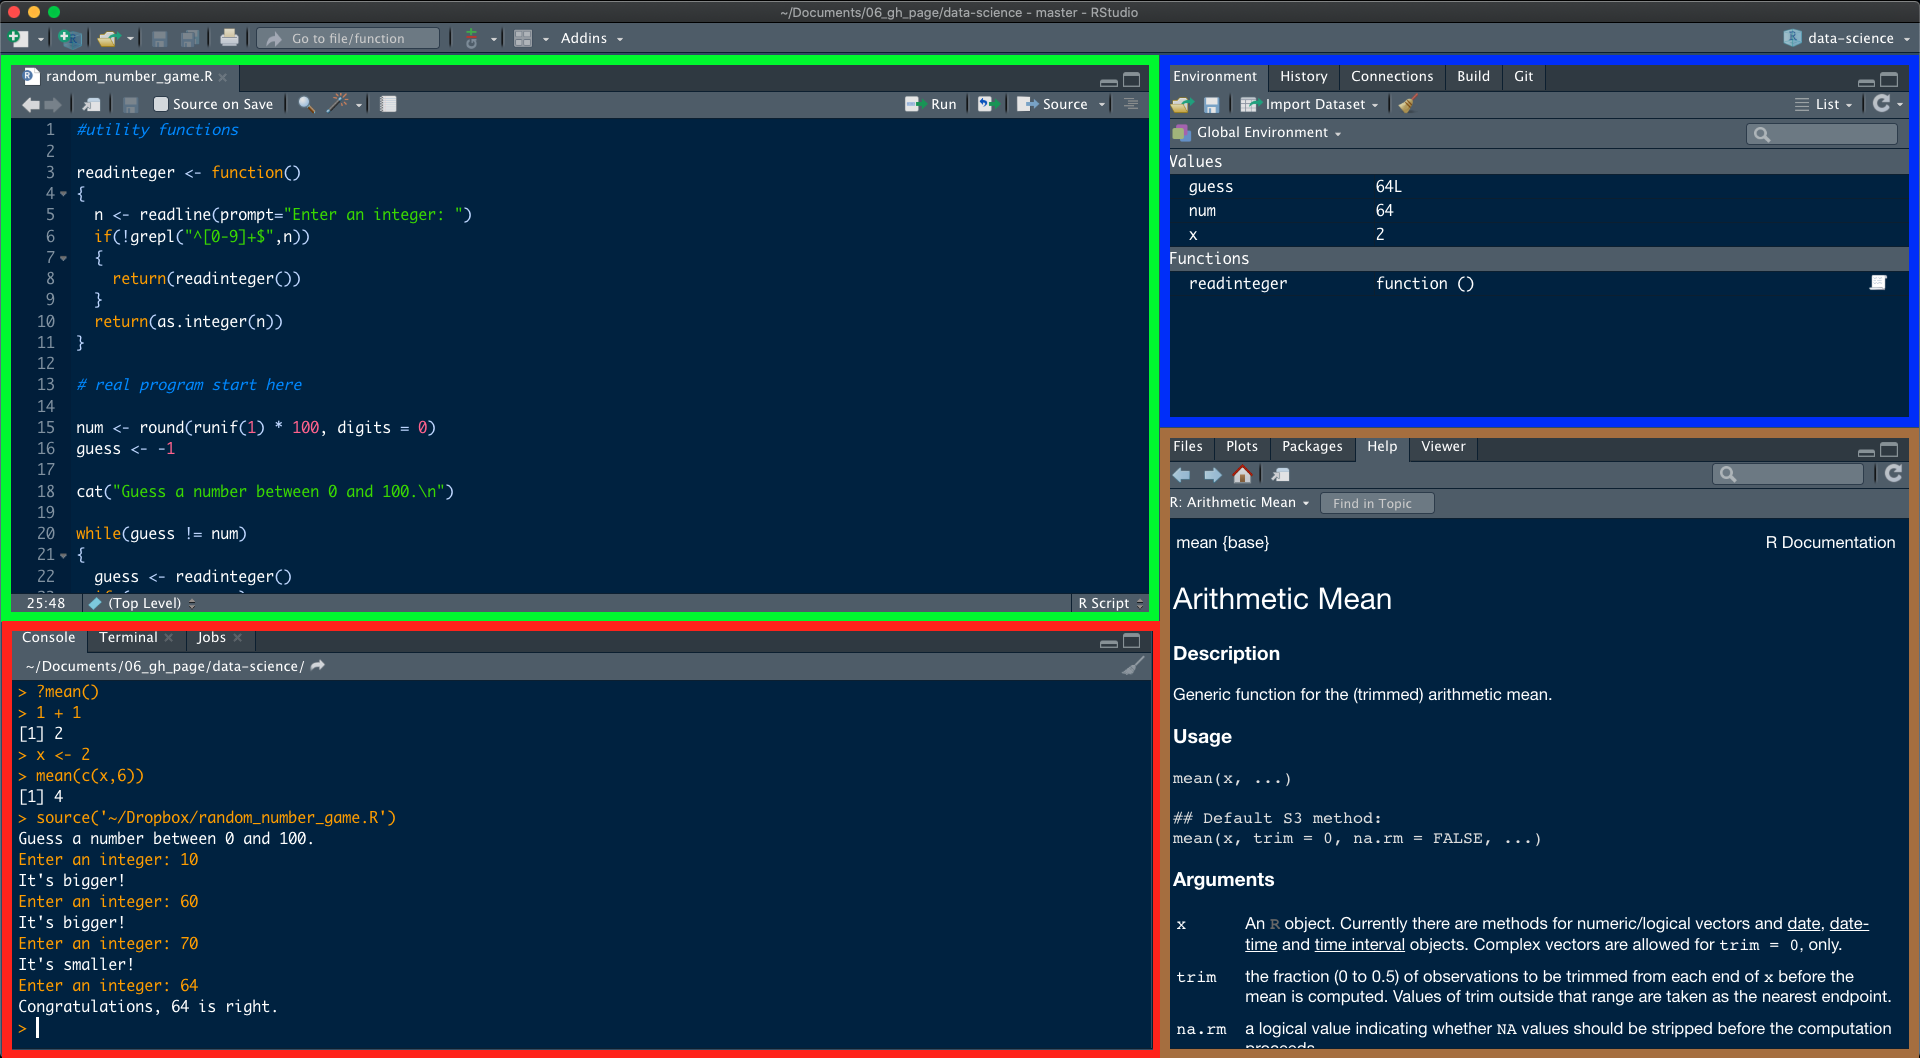 ~/Documents/06_gh_page/data-science - master - RStudio
Go to file/function
Addins
data-science
random_number_game.R
Source on Save
Run
Source
1 #utility functions
2
3 readinteger <- function()
4 {
5   n <- readline(prompt="Enter an integer: ")
6   if(!grepl("^[0-9]+$",n))
7   {
8     return(readinteger())
9   }
10   return(as.integer(n))
11 }
12
13 # real program start here
14
15 num <- round(runif(1) * 100, digits = 0)
16 guess <- -1
17
18 cat("Guess a number between 0 and 100.\n")
19
20 while(guess != num)
21 {
22   guess <- readinteger()
25:48 (Top Level) R Script
Console Terminal Jobs
~/Documents/06_gh_page/data-science/
> ?mean()
> 1 + 1
[1] 2
> x <- 2
> mean(c(x,6))
[1] 4
> source('~/Dropbox/random_number_game.R')
Guess a number between 0 and 100.
Enter an integer: 10
It's bigger!
Enter an integer: 60
It's bigger!
Enter an integer: 70
It's smaller!
Enter an integer: 64
Congratulations, 64 is right.
>
Environment History Connections Build Git
Import Dataset List
Global Environment
Values
guess 64L
num 64
x 2
Functions
readinteger function ()
Files Plots Packages Help Viewer
R: Arithmetic Mean Find in Topic
mean {base} R Documentation
Arithmetic Mean
Description
Generic function for the (trimmed) arithmetic mean.
Usage
mean(x, ...)
## Default S3 method:
mean(x, trim = 0, na.rm = FALSE, ...)
Arguments
x An R object. Currently there are methods for numeric/logical vectors and date, date-
time and time interval objects. Complex vectors are allowed for trim = 0, only.
trim the fraction (0 to 0.5) of observations to be trimmed from each end of x before the
mean is computed. Values of trim outside that range are taken as the nearest endpoint.
na.rm a logical value indicating whether NA values should be stripped before the computation